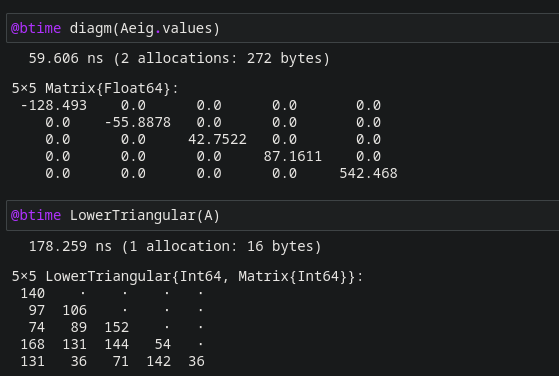 @btime diagm(Aeig.values)
59.606 ns (2 allocations: 272 bytes)
5×5 Matrix{Float64}:
-128.493 0.0 0.0 0.0 0.0
0.0 -55.8878 0.0 0.0 0.0
0.0 0.0 42.7522 0.0 0.0
0.0 0.0 0.0 87.1611 0.0
0.0 0.0 0.0 0.0 542.468
@btime LowerTriangular(A)
178.259 ns (1 allocation: 16 bytes)
5×5 LowerTriangular{Int64, Matrix{Int64}}:
140 ⋅ ⋅ ⋅ ⋅
97 106 ⋅ ⋅ ⋅
74 89 152 ⋅ ⋅
168 131 144 54 ⋅
131 36 71 142 36